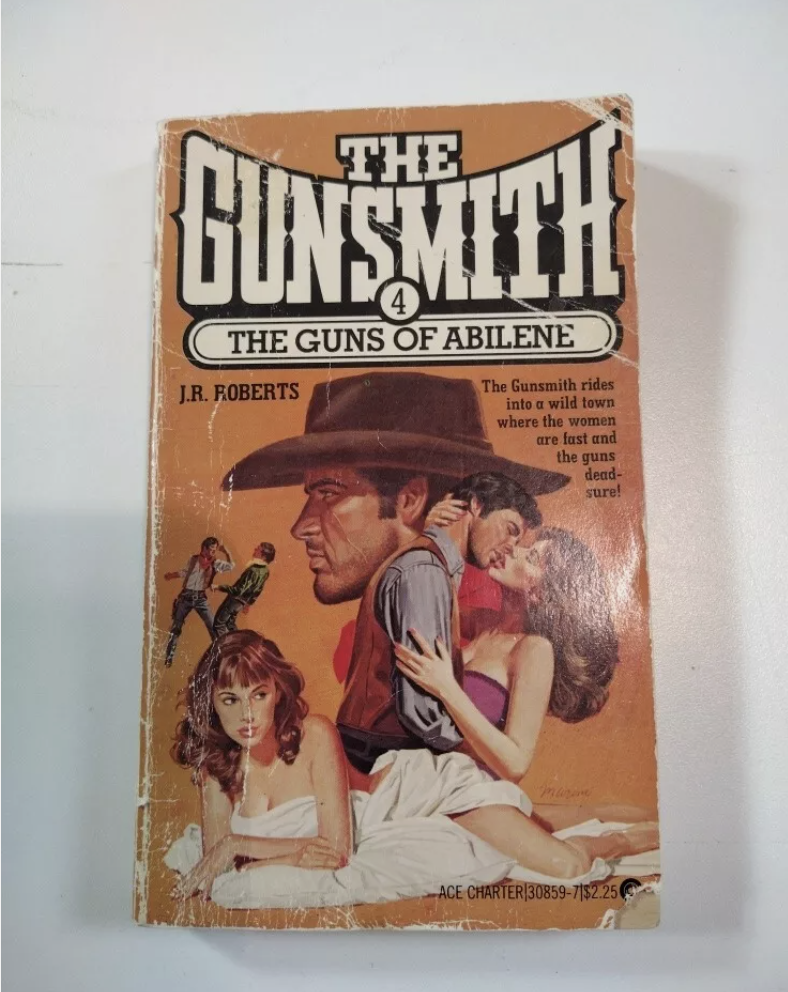 THE
GUNSMITH
4
THE GUNS OF ABILENE
J.R. ROBERTS
The Gunsmith rides
into a wild town
where the women
are fast and
the guns
dead-
sure!
ACE CHARTER|30859-7|$2.25